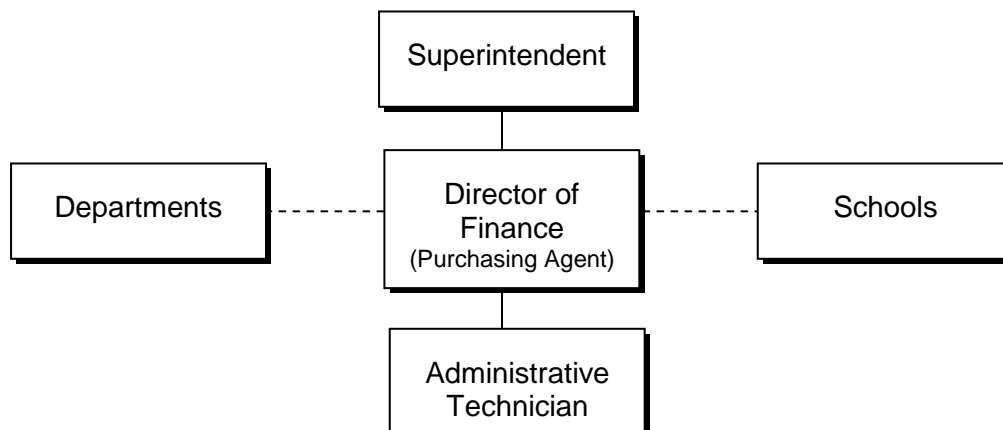 Superintendent
Departments
Director of
Finance
(Purchasing Agent)
Schools
Administrative
Technician